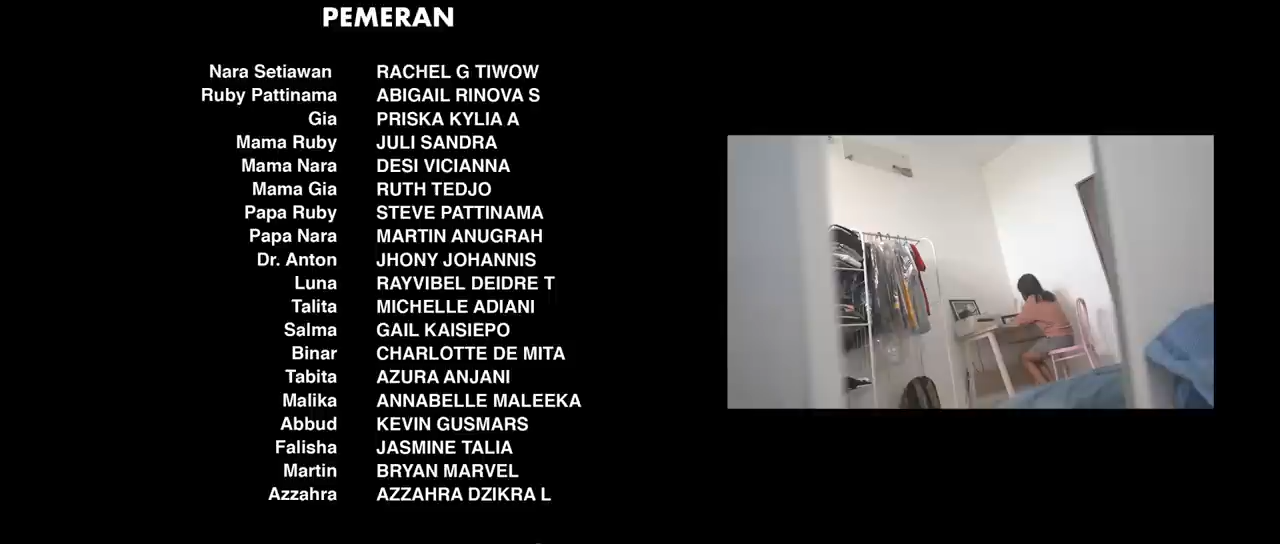 PEMERAN
Nara Setiawan RACHEL G TIWOW
Ruby Pattinama ABIGAIL RINOVA S
Gia PRISKA KYLIA A
Mama Ruby JULI SANDRA
Mama Nara DESI VICIANNA
Mama Gia RUTH TEDJO
Papa Ruby STEVE PATTINAMA
Papa Nara MARTIN ANUGRAH
Dr. Anton JHONY JOHANNIS
Luna RAYVIBEL DEIDRE T
Talita MICHELLE ADIANI
Salma GAIL KAISIEPO
Binar CHARLOTTE DE MITA
Tabita AZURA ANJANI
Malika ANNABELLE MALEEKA
Abbud KEVIN GUSMARS
Falisha JASMINE TALIA
Martin BRYAN MARVEL
Azzahra AZZAHRA DZIKRA L